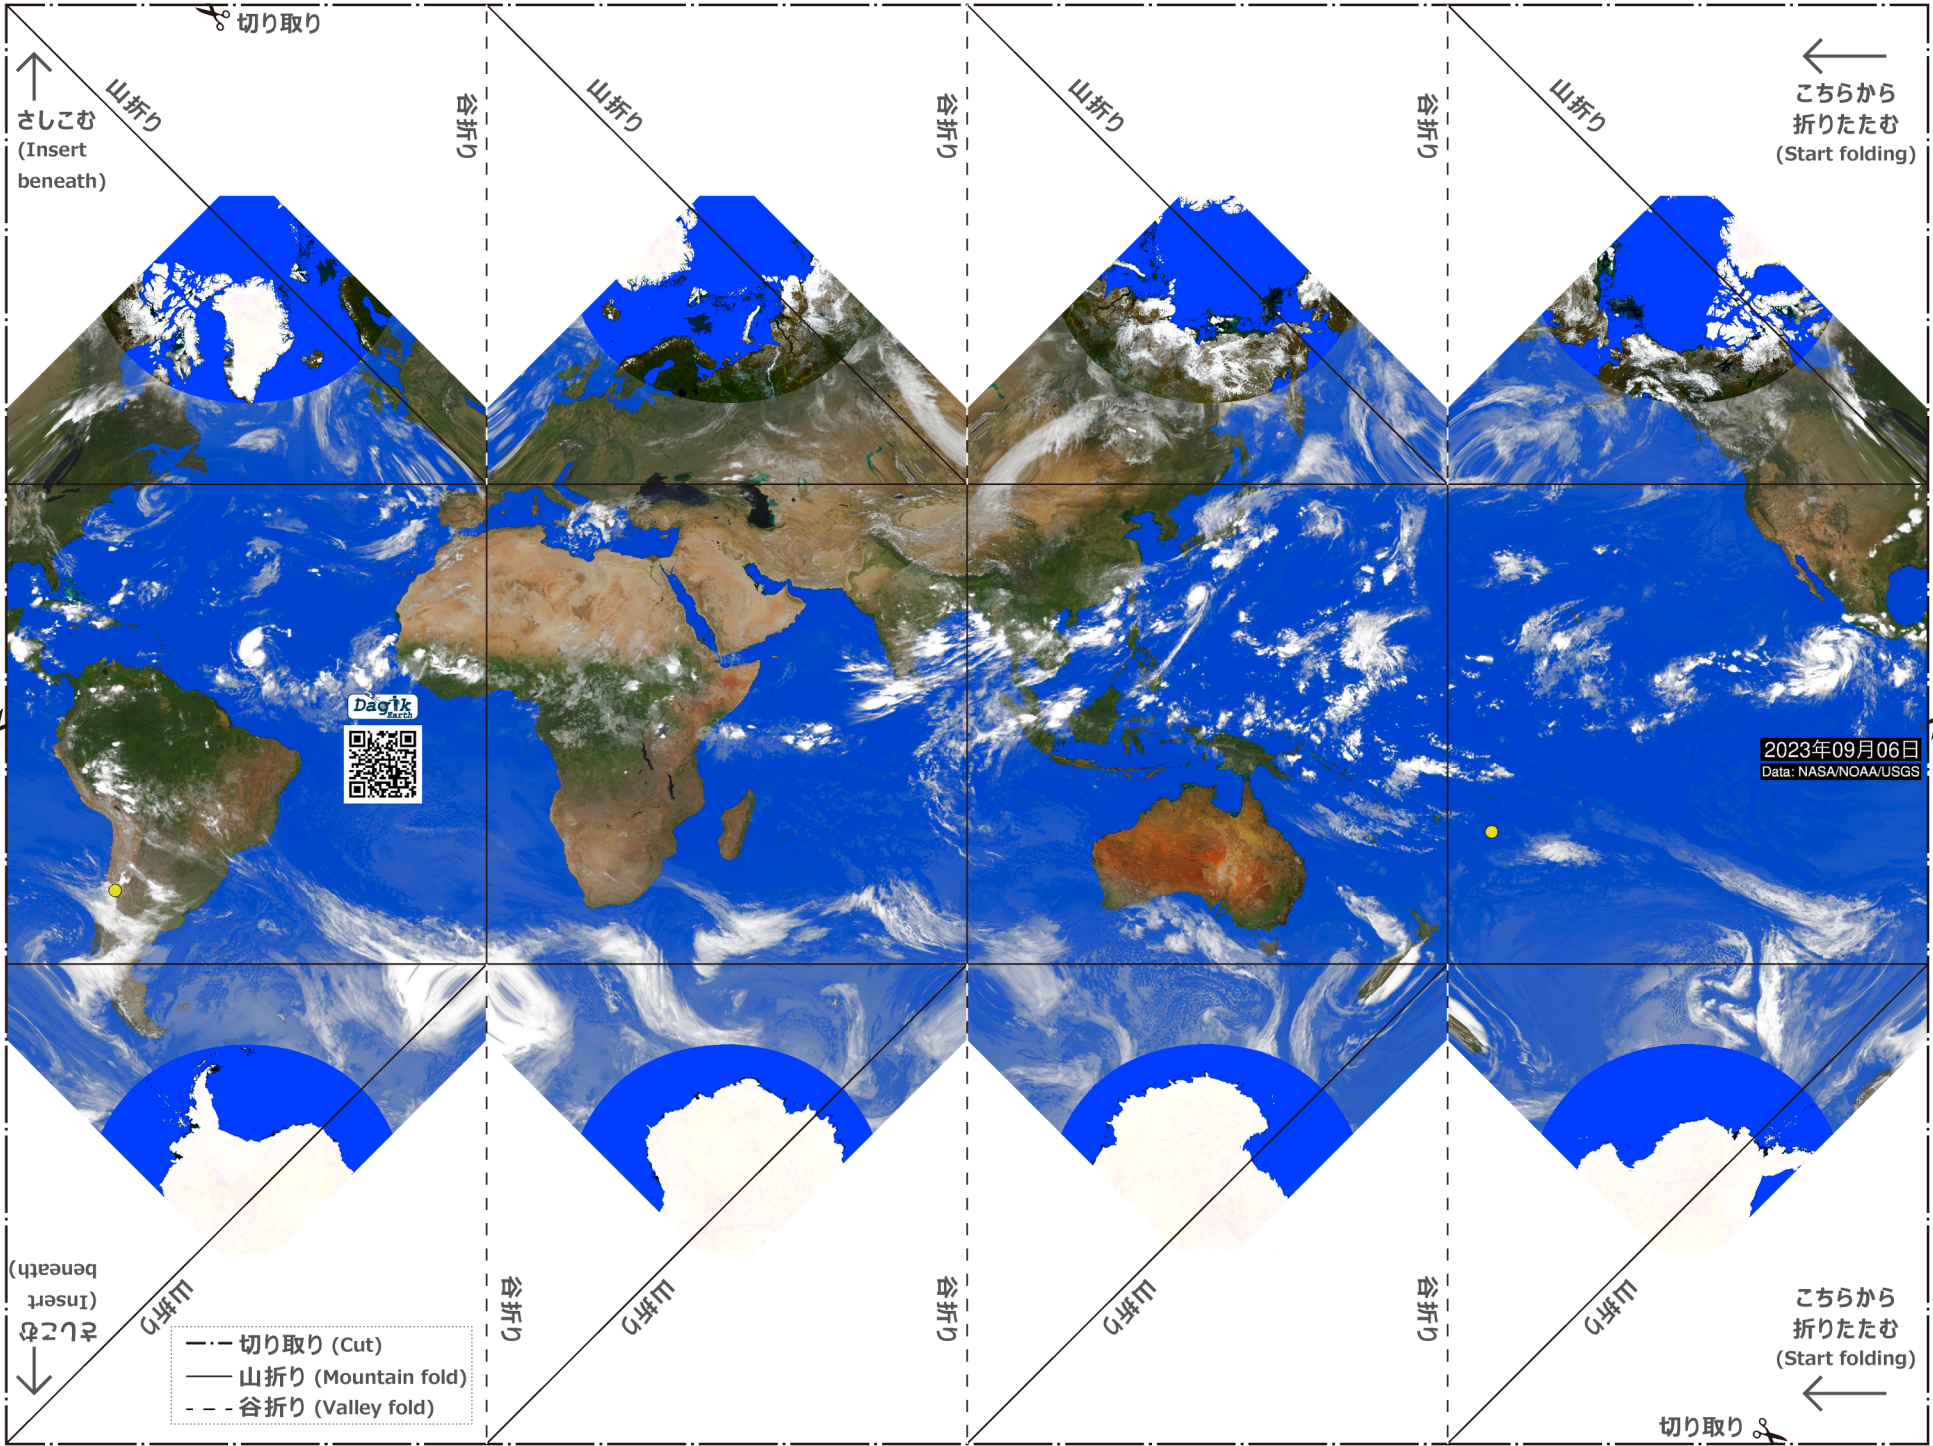 切り取り
山折り
谷折り
山折り
谷折り
山折り
谷折り
山折り
こちらから
折りたたむ
(Start folding)
さしこむ
(Insert
beneath)
Dagik
Earth
2023年09月06日
Data: NASA/NOAA/USGS
さしこむ
(Insert
beneath)
山折り
谷折り
山折り
谷折り
山折り
谷折り
山折り
こちらから
折りたたむ
(Start folding)
切り取り (Cut)
山折り (Mountain fold)
谷折り (Valley fold)
切り取り